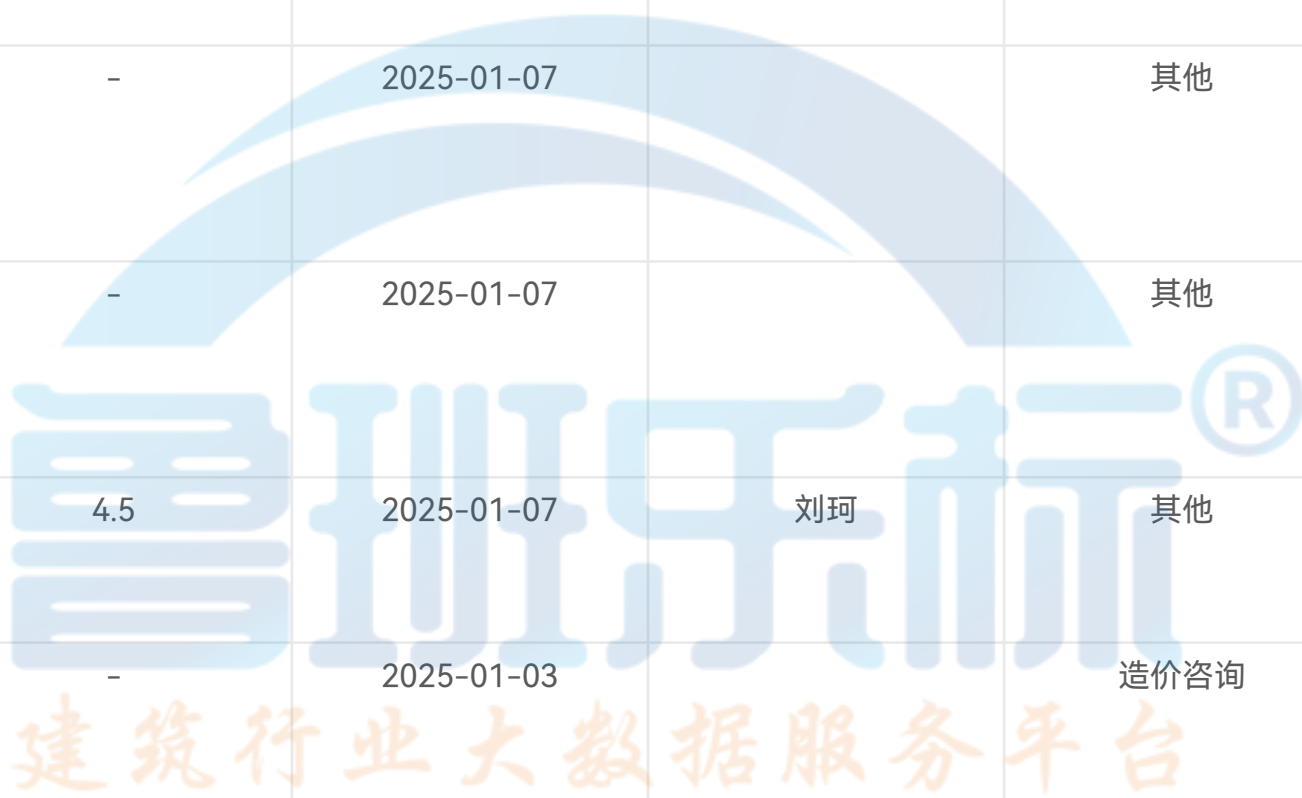 - 2025-01-07 其他
- 2025-01-07 其他
4.5 2025-01-07 刘珂 其他
- 2025-01-03 造价咨询
鲁班乐标®
建筑行业大数据服务平台